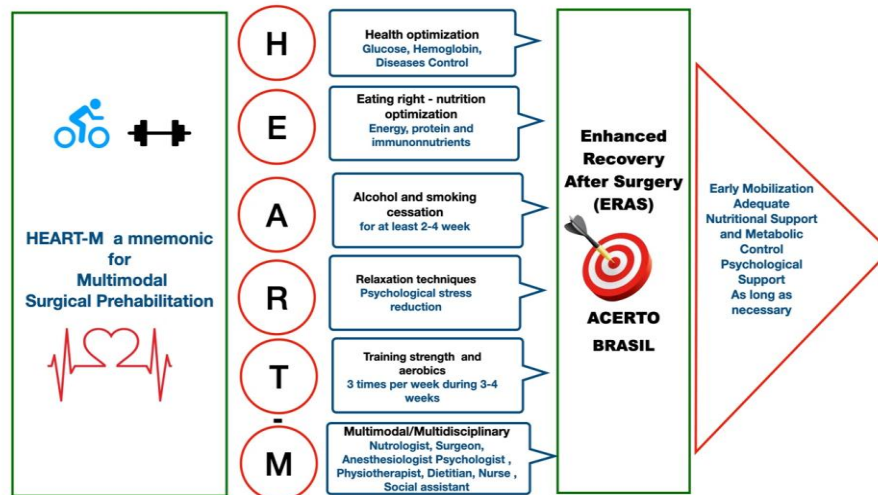 HEART-M a mnemonic
for
Multimodal
Surgical Prehabilitation
H
Health optimization
Glucose, Hemoglobin,
Diseases Control
E
Eating right - nutrition
optimization
Energy, protein and
immunonnutrients
A
Alcohol and smoking
cessation
for at least 2-4 week
R
Relaxation techniques
Psychological stress
reduction
T
Training strength and
aerobics
3 times per week during 3-4
weeks
-
M
Multimodal/Multidisciplinary
Nutrologist, Surgeon,
Anesthesiologist Psychologist ,
Physiotherapist, Dietitian, Nurse ,
Social assistant
Enhanced
Recovery
After Surgery
(ERAS)
ACERTO
BRASIL
Early Mobilization
Adequate
Nutritional Support
and Metabolic
Control
Psychological
Support
As long as
necessary